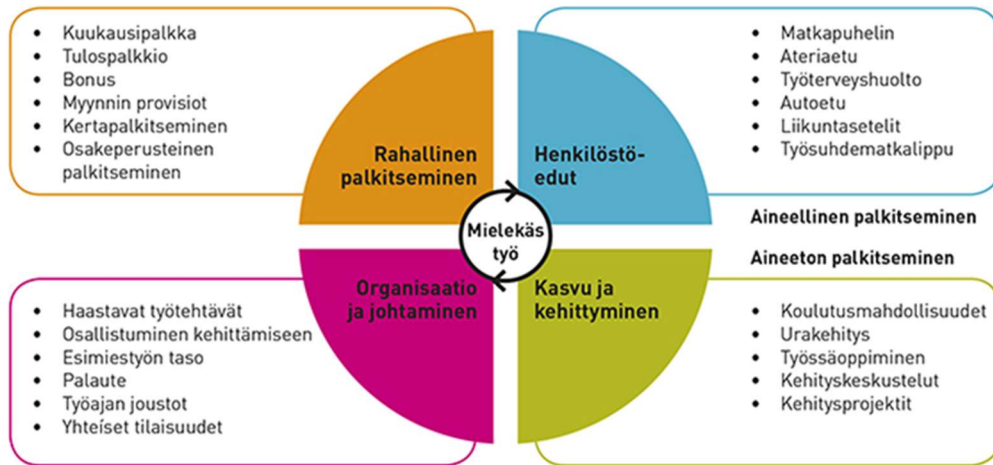 • Kuukausipalkka
• Tulospalkkio
• Bonus
• Myynnin provisiot
• Kertapalkitseminen
• Osakeperusteinen
palkitseminen
Rahallinen
palkitseminen
Henkilöstö-
edut
• Matkapuhelin
• Ateriaetu
• Työterveyshuolto
• Autoetu
• Liikuntasetelit
• Työsuhdematkalippu
Aineellinen palkitseminen
Mielekäs
työ
Aineeton palkitseminen
• Haastavat työtehtävät
• Osallistuminen kehittämiseen
• Esimiestyön taso
• Palaute
• Työajan joustot
• Yhteiset tilaisuudet
Organisaatio
ja johtaminen
Kasvu ja
kehittyminen
• Koulutusmahdollisuudet
• Urakehitys
• Työssäoppiminen
• Kehityskeskustelut
• Kehitysprojektit